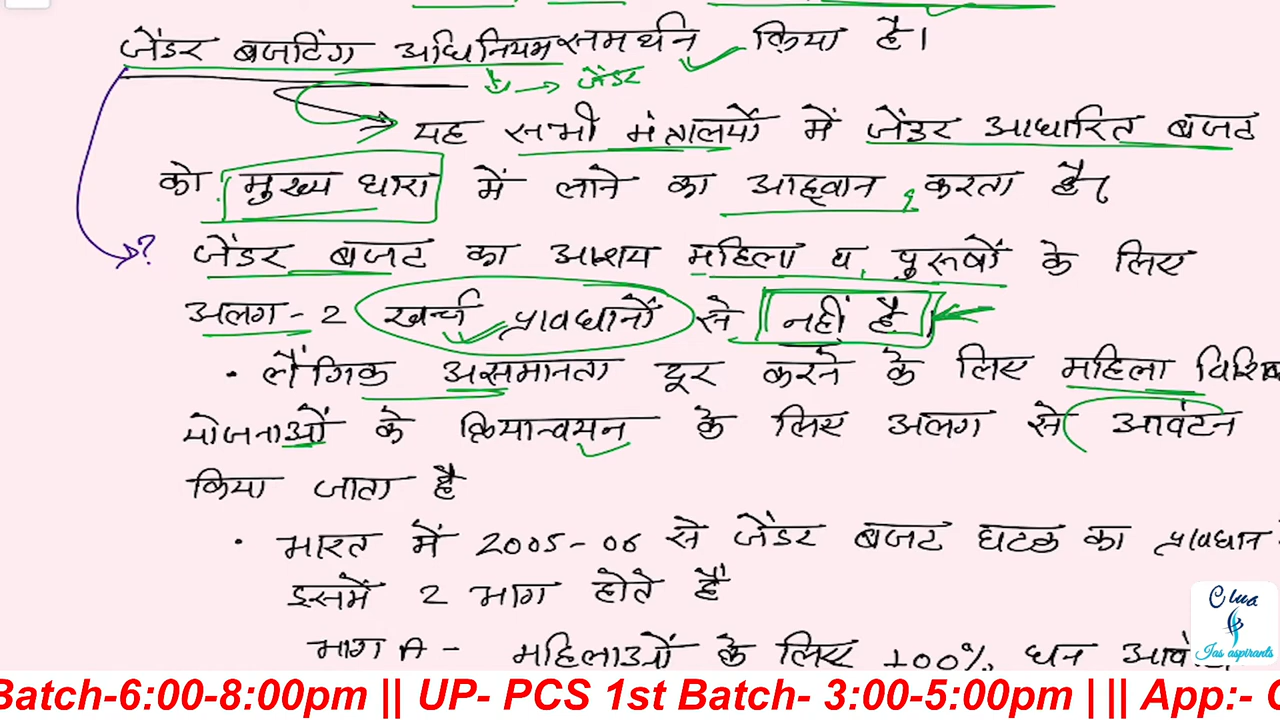 जेंडर बजटिंग अधिनियम समर्थन किया है।
→ जेंडर
→ यह सभी मंत्रालयों में जेंडर आधारित बजट
को मुख्य धारा में लाने का आह्वान करता है।
? जेंडर बजट का आशय महिला व पुरूषों के लिए
अलग-2 खर्च प्रावधानों से नहीं है।
• लैंगिक असमानता दूर करने के लिए महिला
योजनाओं के क्रियान्वयन के लिए अलग से आवंटन
किया जाता है
• भारत में 2005-06 से जेंडर बजट घटक का प्रावधान
इसमें 2 भाग होते हैं
भाग A - महिलाओं के लिए 100% धन
Clue
Ias aspirants
Batch-6:00-8:00pm || UP- PCS 1st Batch- 3:00-5:00pm | || App:- C